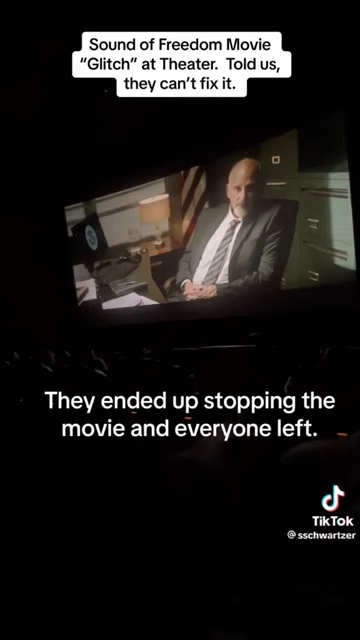 Sound of Freedom Movie
“Glitch” at Theater.  Told us,
they can’t fix it.
They ended up stopping the
movie and everyone left.
TikTok
@sschwartzer